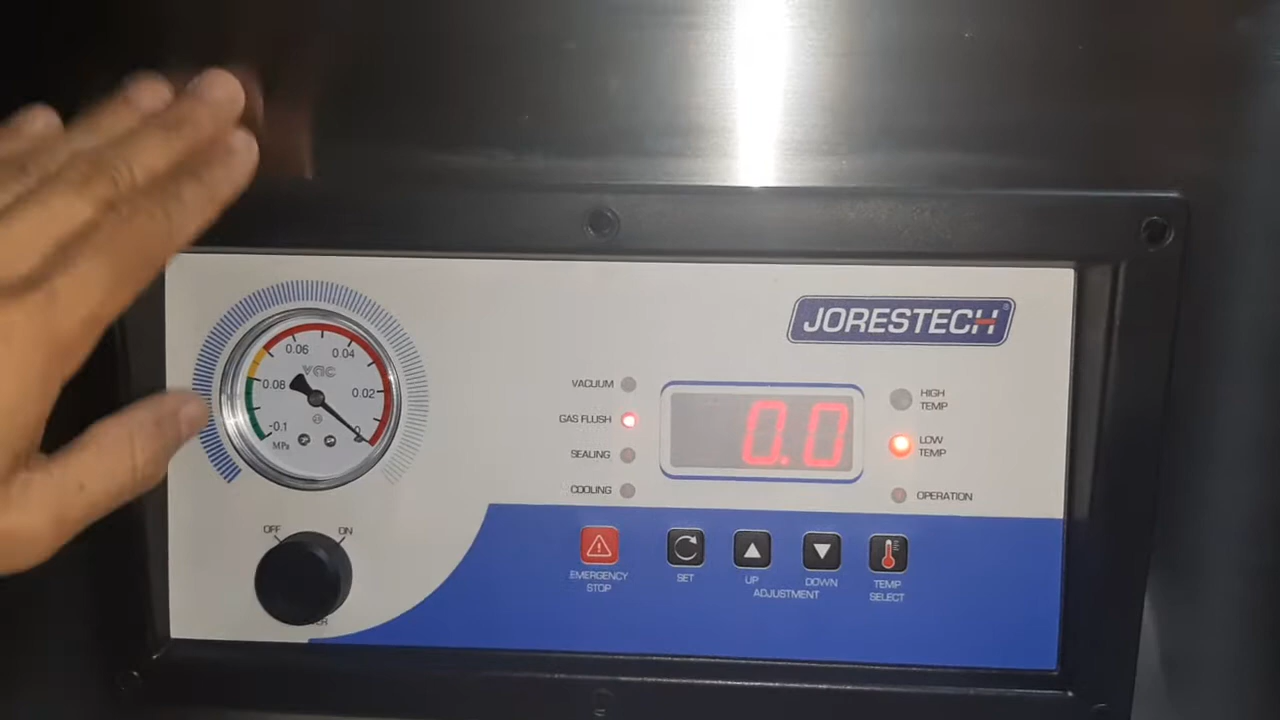 JORESTECH®
0.06
0.04
vac
0.08
0.02
-0.1
0
MPa
VACUUM
GAS FLUSH
SEALING
COOLING
0.0
HIGH
TEMP
LOW
TEMP
OPERATION
OFF
ON
EMERGENCY
STOP
SET
UP
DOWN
ADJUSTMENT
TEMP
SELECT